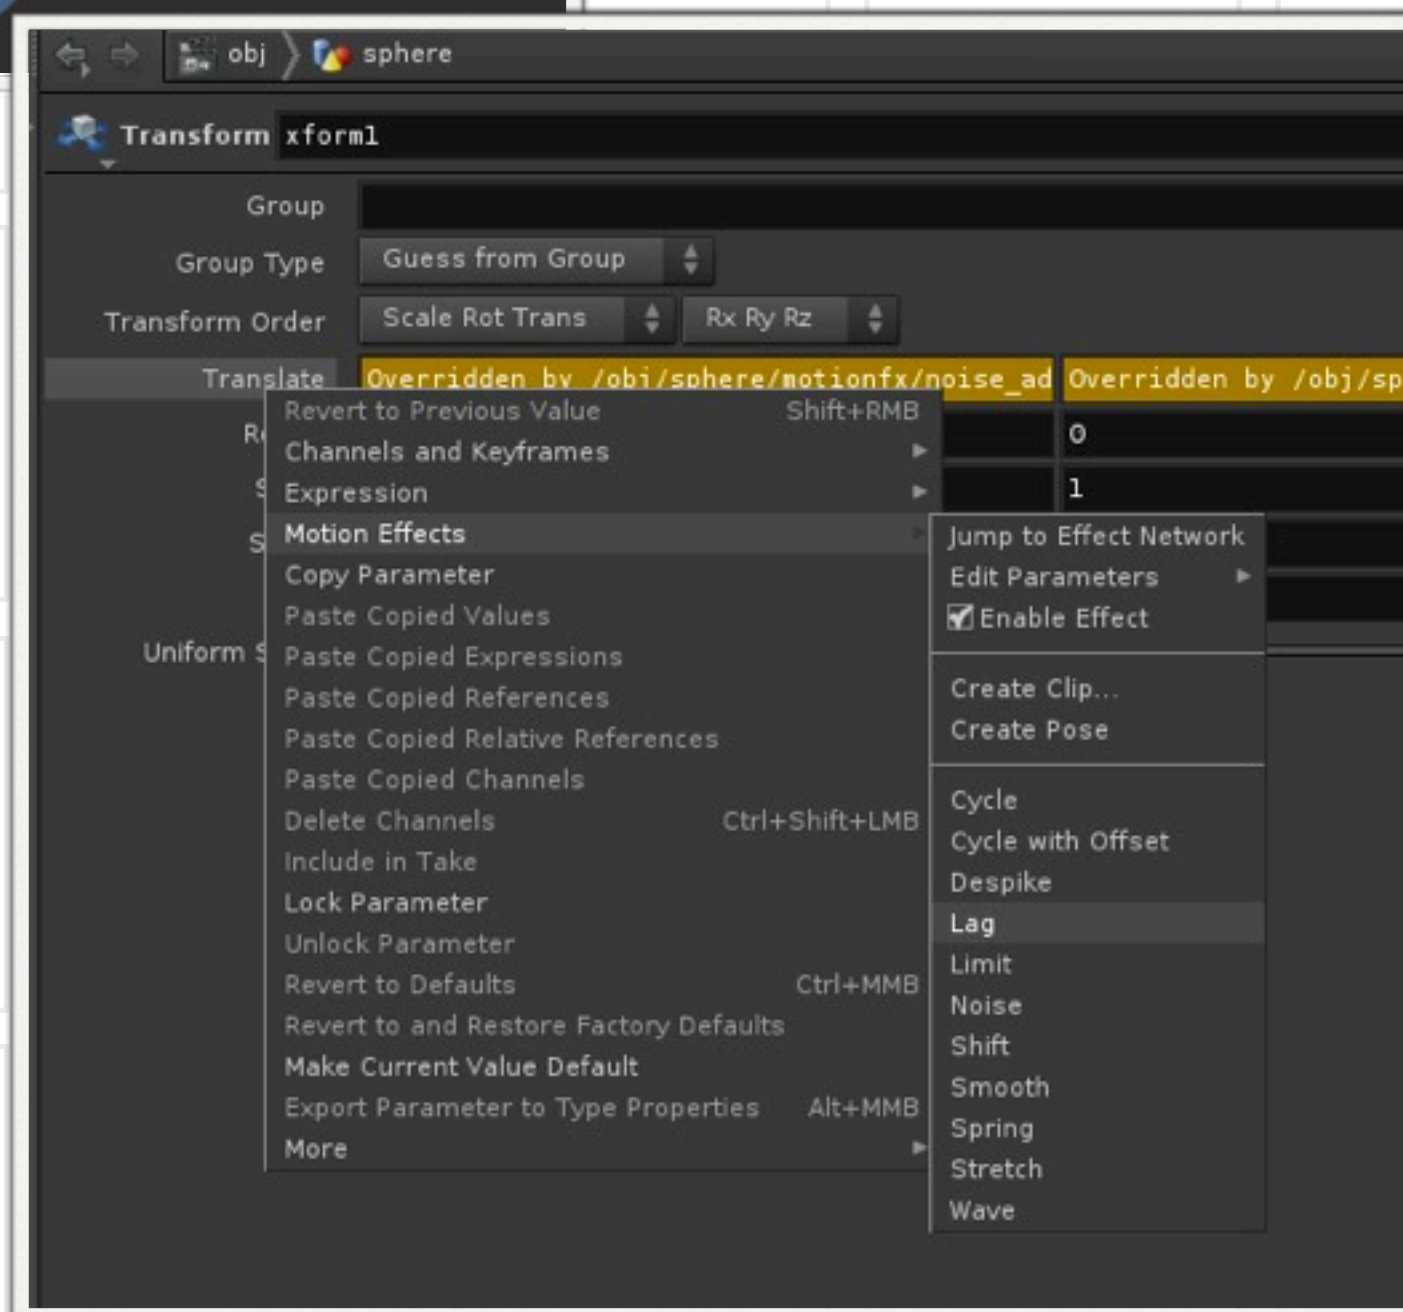 obj sphere
Transform xform1
Group
Group Type Guess from Group
Transform Order Scale Rot Trans Rx Ry Rz
Translate Overridden by /obj/sphere/motionfx/noise_ad Overridden by /obj/sp
0
1
Uniform
Revert to Previous Value Shift+RMB
Channels and Keyframes
Expression
Motion Effects
Copy Parameter
Paste Copied Values
Paste Copied Expressions
Paste Copied References
Paste Copied Relative References
Paste Copied Channels
Delete Channels Ctrl+Shift+LMB
Include in Take
Lock Parameter
Unlock Parameter
Revert to Defaults Ctrl+MMB
Revert to and Restore Factory Defaults
Make Current Value Default
Export Parameter to Type Properties Alt+MMB
More
Jump to Effect Network
Edit Parameters
Enable Effect
Create Clip...
Create Pose
Cycle
Cycle with Offset
Despike
Lag
Limit
Noise
Shift
Smooth
Spring
Stretch
Wave